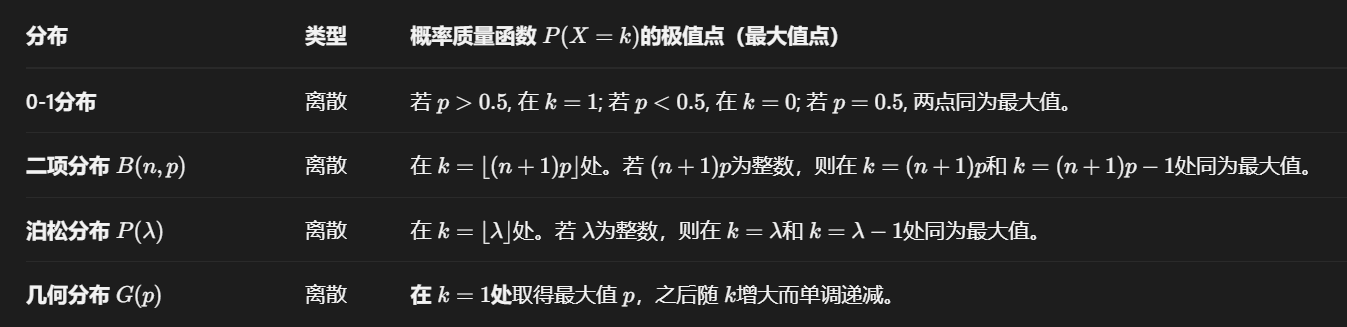 分布 类型 概率质量函数 P(X = k)的极值点（最大值点）
0-1分布 离散 若 p > 0.5, 在 k = 1; 若 p < 0.5, 在 k = 0; 若 p = 0.5, 两点同为最大值。
二项分布 B(n, p) 离散 在 k = ⌊(n + 1)p⌋处。若 (n + 1)p为整数，则在 k = (n + 1)p和 k = (n + 1)p − 1处同为最大值。
泊松分布 P(λ) 离散 在 k = ⌊λ⌋处。若 λ为整数，则在 k = λ和 k = λ − 1处同为最大值。
几何分布 G(p) 离散 在 k = 1处取得最大值 p，之后随 k增大而单调递减。